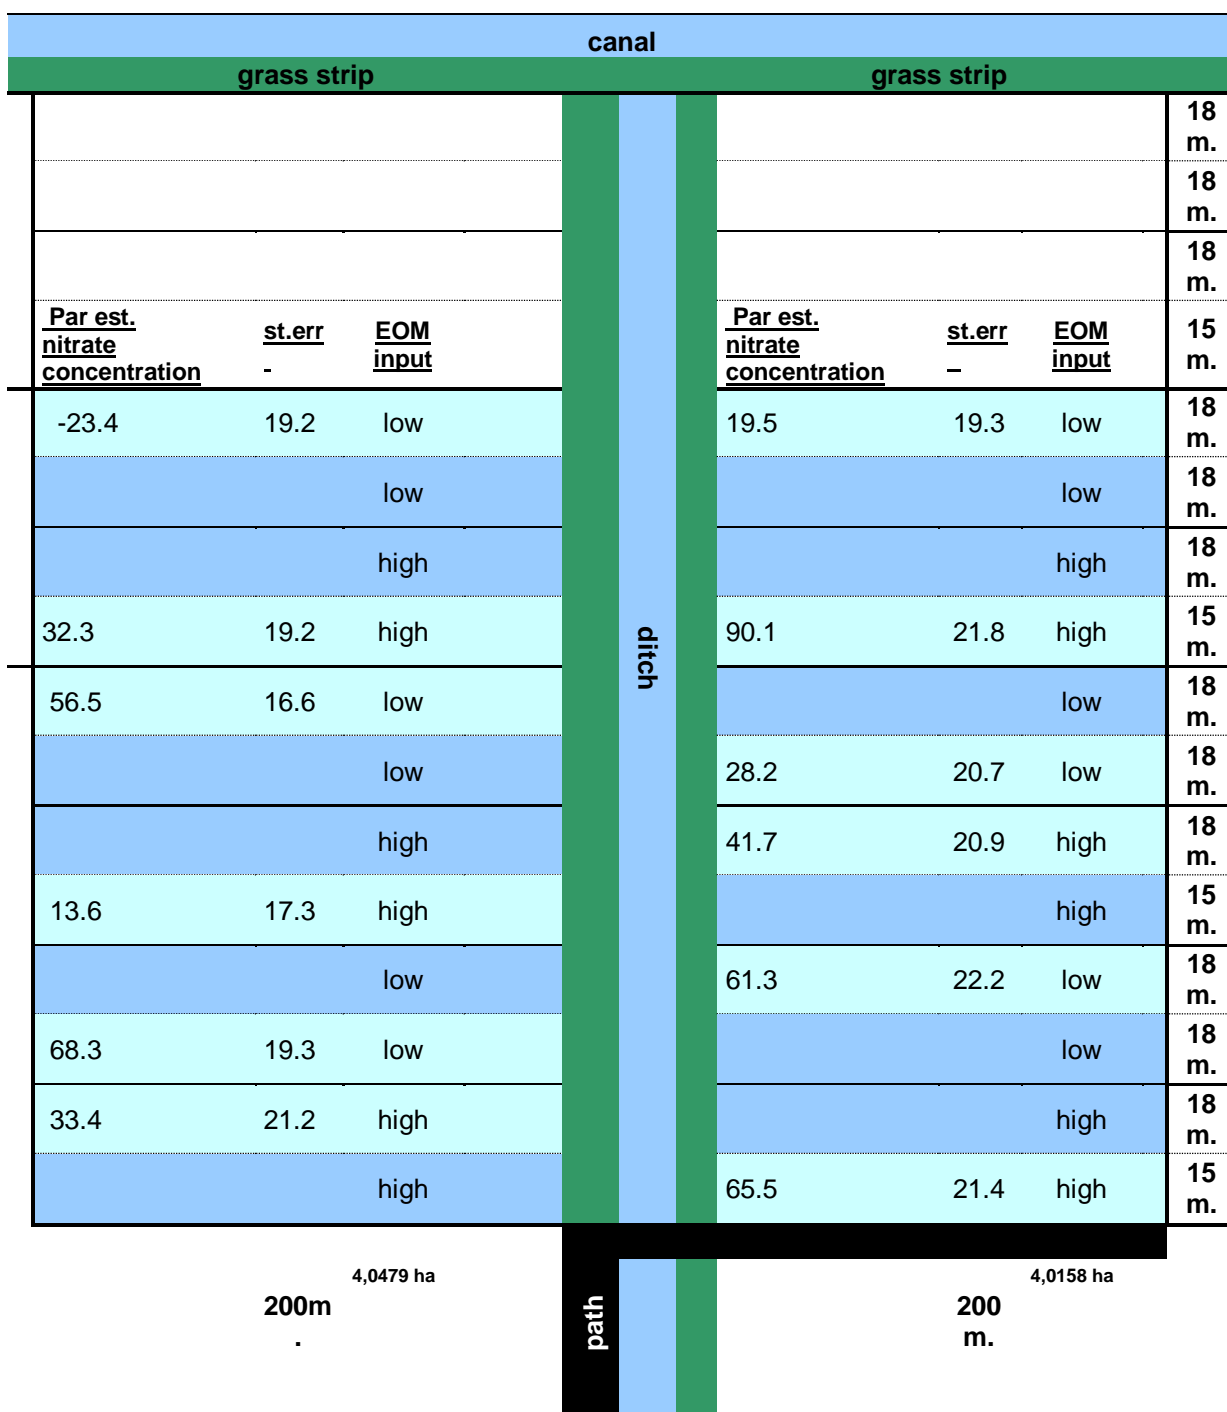 canal
grass strip grass strip
18
m.
18
m.
18
m.
Par est.
nitrate
concentration st.err
_ EOM
input Par est.
nitrate
concentration st.err
_ EOM
input 15
m.
-23.4 19.2 low 19.5 19.3 low 18
m.
low low 18
m.
high high 18
m.
32.3 19.2 high 90.1 21.8 high 15
m.
ditch
56.5 16.6 low low 18
m.
low 28.2 20.7 low 18
m.
high 41.7 20.9 high 18
m.
13.6 17.3 high high 15
m.
low 61.3 22.2 low 18
m.
68.3 19.3 low low 18
m.
33.4 21.2 high high 18
m.
high 65.5 21.4 high 15
m.
4,0479 ha 4,0158 ha
200m
. path 200
m.